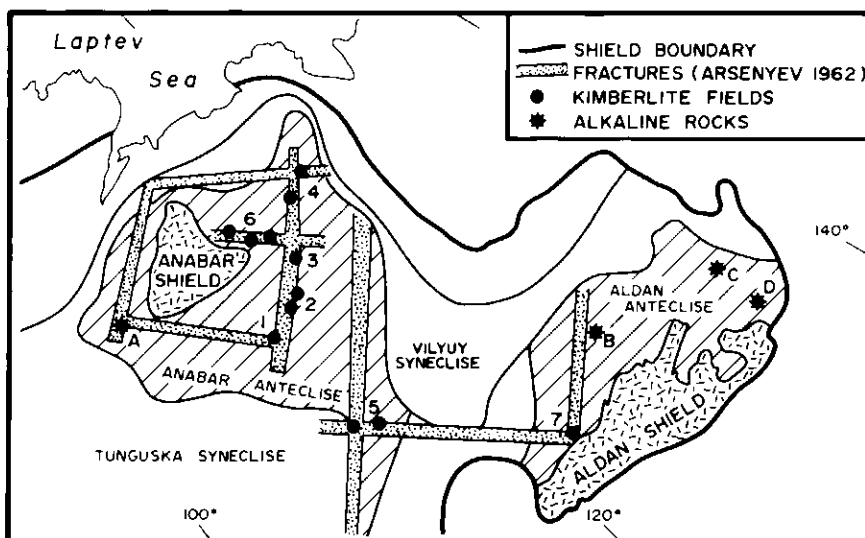 Laptev
Sea
SHIELD BOUNDARY
FRACTURES (ARSENYEV 1962)
KIMBERLITE FIELDS
ALKALINE ROCKS
4
6
140°
ANABAR
SHIELD
3
C
D
ALDAN
ANTECLISE
2
A
1
B
VILYUY
SYNECLISE
ANABAR ANTECLISE
5
7
ALDAN SHIELD
TUNGUSKA SYNECLISE
100°
120°